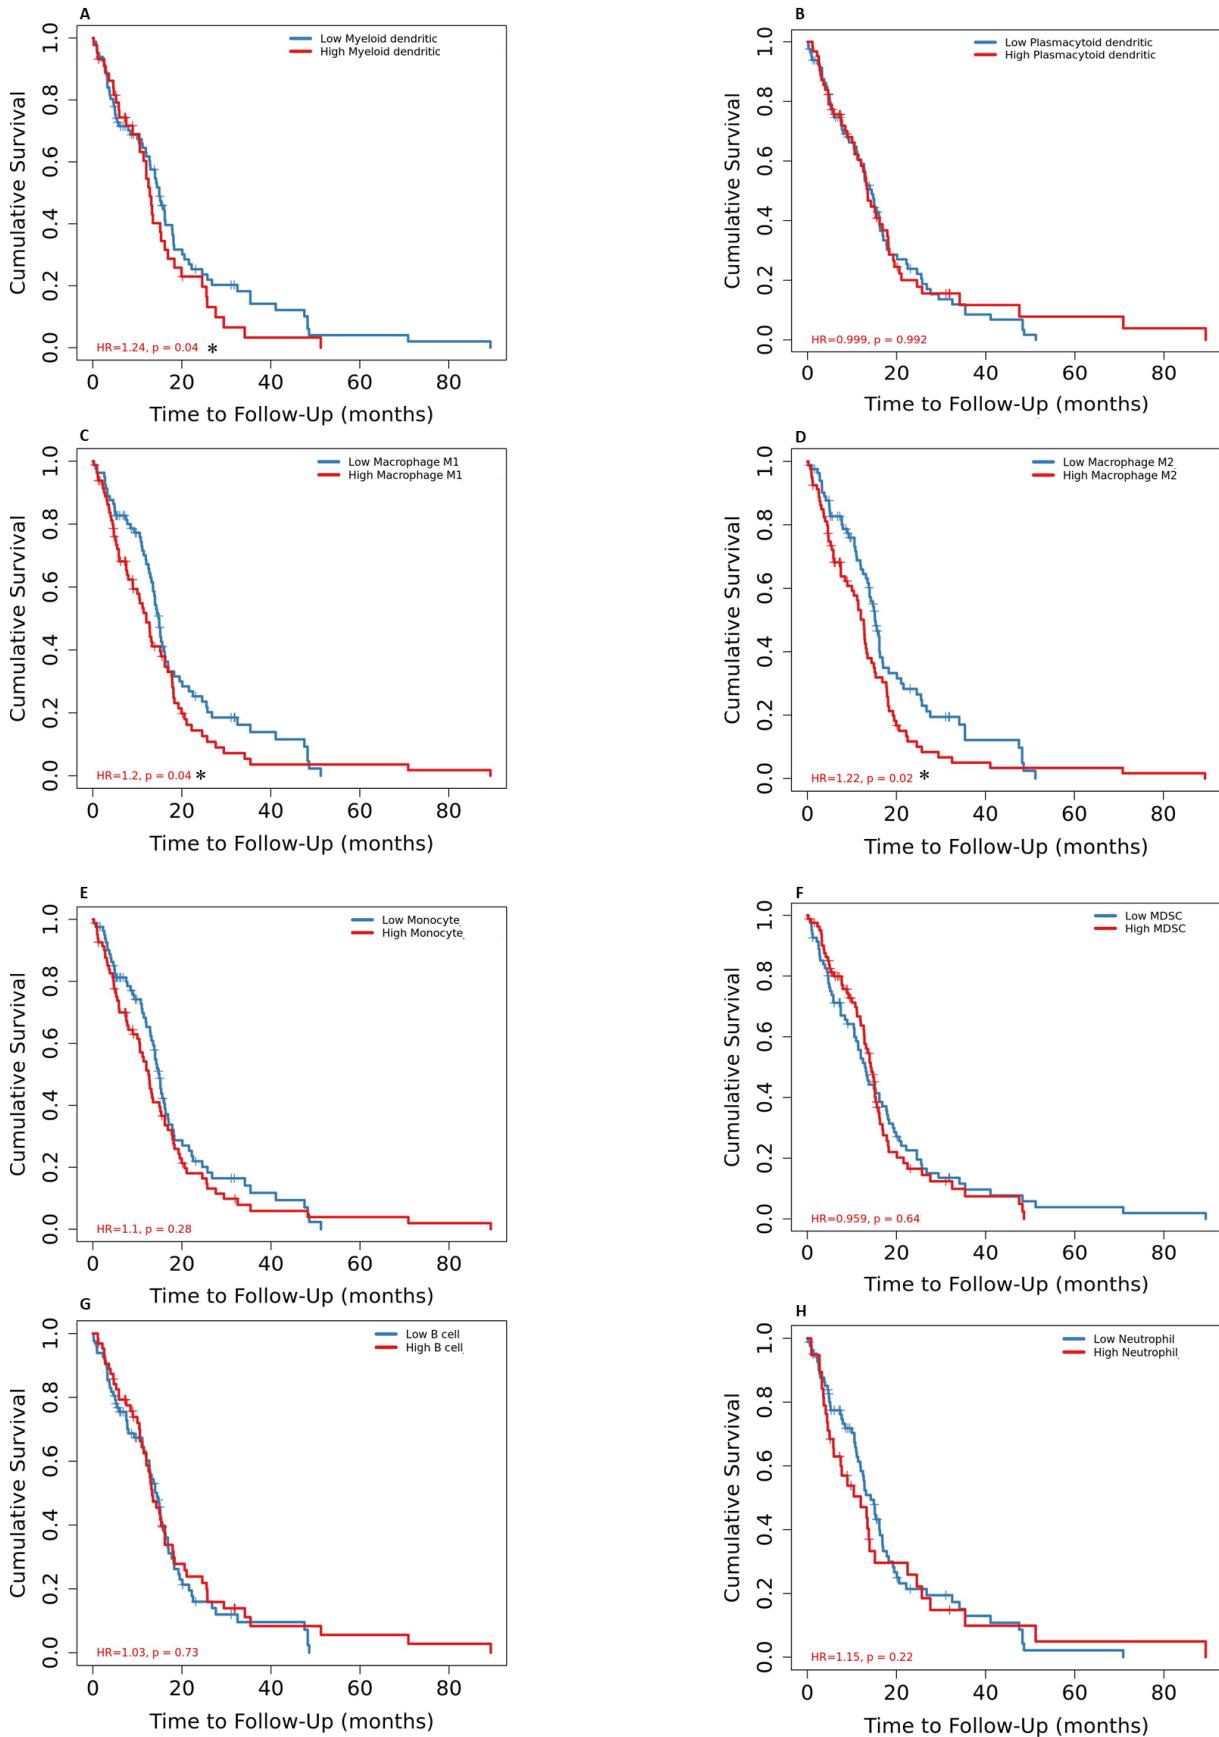 A
Low Myeloid dendritic
High Myeloid dendritic
Cumulative Survival
1.0
0.8
0.6
0.4
0.2
0.0
HR=1.24, p = 0.04 *
0 20 40 60 80
Time to Follow-Up (months)
B
Low Plasmacytoid dendritic
High Plasmacytoid dendritic
Cumulative Survival
1.0
0.8
0.6
0.4
0.2
0.0
HR=0.999, p = 0.992
0 20 40 60 80
Time to Follow-Up (months)
C
Low Macrophage M1
High Macrophage M1
Cumulative Survival
1.0
0.8
0.6
0.4
0.2
0.0
HR=1.2, p = 0.04 *
0 20 40 60 80
Time to Follow-Up (months)
D
Low Macrophage M2
High Macrophage M2
Cumulative Survival
1.0
0.8
0.6
0.4
0.2
0.0
HR=1.22, p = 0.02 *
0 20 40 60 80
Time to Follow-Up (months)
E
Low Monocyte
High Monocyte
Cumulative Survival
1.0
0.8
0.6
0.4
0.2
0.0
HR=1.1, p = 0.28
0 20 40 60 80
Time to Follow-Up (months)
F
Low MDSC
High MDSC
Cumulative Survival
1.0
0.8
0.6
0.4
0.2
0.0
HR=0.959, p = 0.64
0 20 40 60 80
Time to Follow-Up (months)
G
Low B cell
High B cell
Cumulative Survival
1.0
0.8
0.6
0.4
0.2
0.0
HR=1.03, p = 0.73
0 20 40 60 80
Time to Follow-Up (months)
H
Low Neutrophil
High Neutrophil
Cumulative Survival
1.0
0.8
0.6
0.4
0.2
0.0
HR=1.15, p = 0.22
0 20 40 60 80
Time to Follow-Up (months)